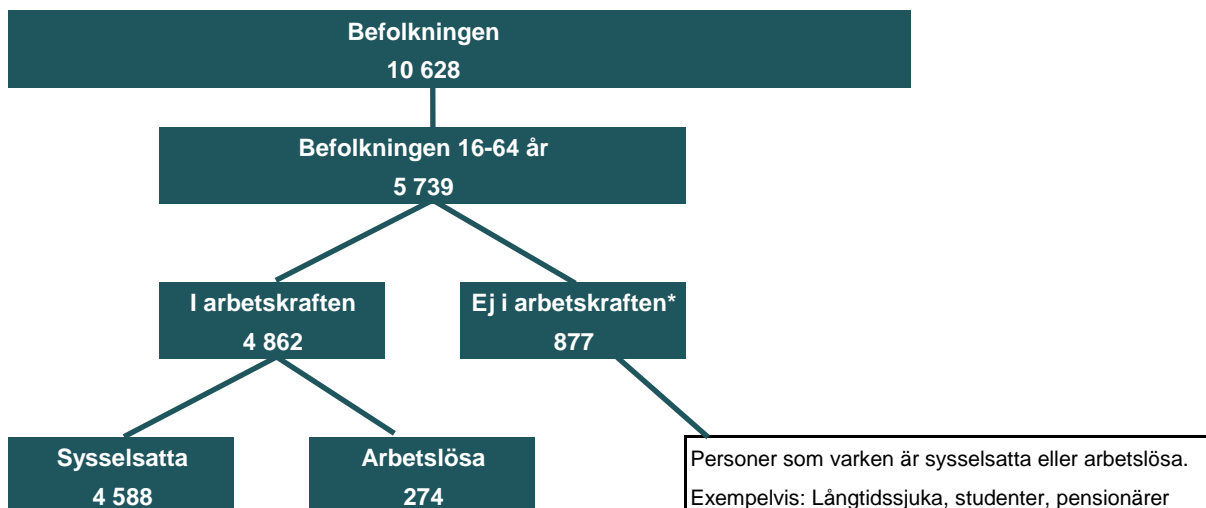 Befolkningen
10 628
Befolkningen 16-64 år
5 739
I arbetskraften
4 862
Ej i arbetskraften*
877
Sysselsatta
4 588
Arbetslösa
274
Personer som varken är sysselsatta eller arbetslösa.
Exempelvis: Långtidssjuka, studenter, pensionärer